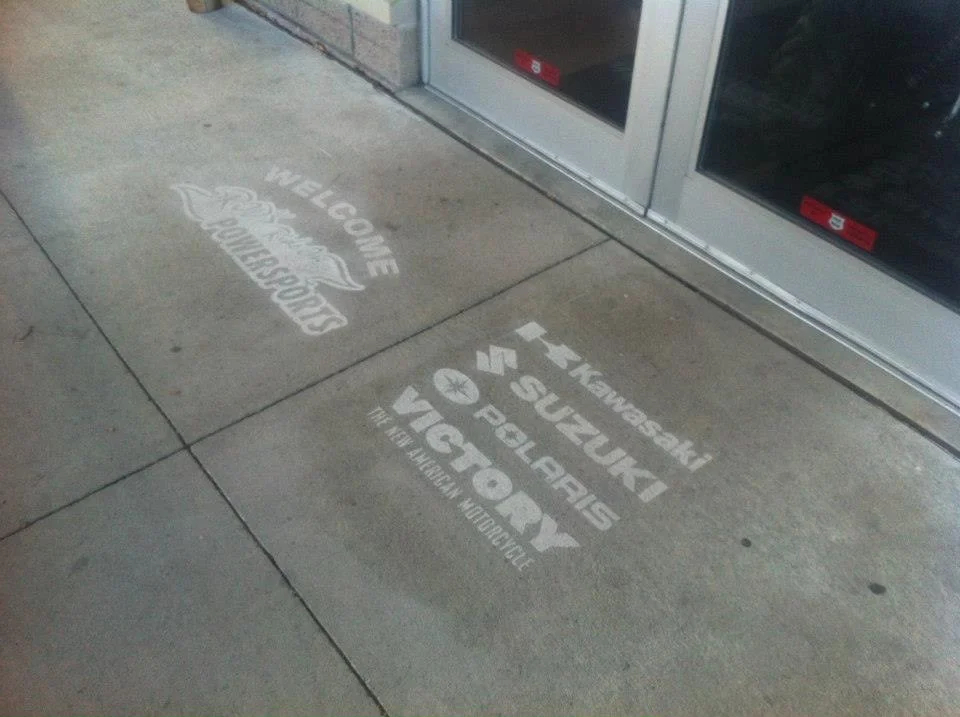 WELCOME
POWERSPORTS
Kawasaki
SUZUKI
POLARIS
VICTORY
THE NEW AMERICAN MOTORCYCLE